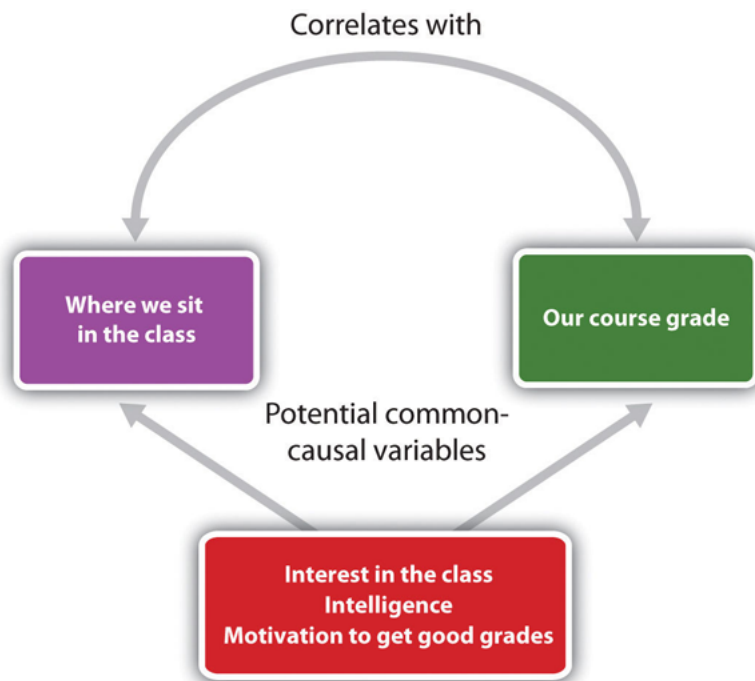 Correlates with
Where we sit
in the class
Our course grade
Potential common-
causal variables
Interest in the class
Intelligence
Motivation to get good grades